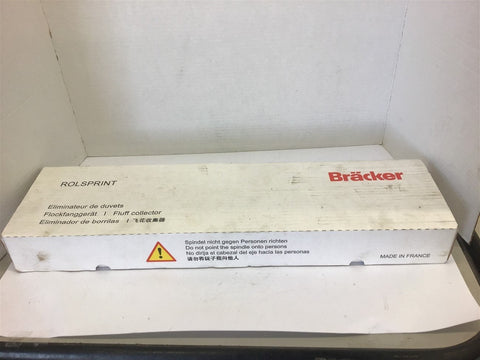 ROLSPRINT
Bräcker
Eliminateur de duvets
Flockfanggerät I Fluff collector
Eliminador de borrilas I 飞花收集器
Spindel nicht gegen Personen richten
Do not point the spindle onto persons
No dirija el cabezal del eje hacia las personas
请勿将锭子指向他人
MADE IN FRANCE